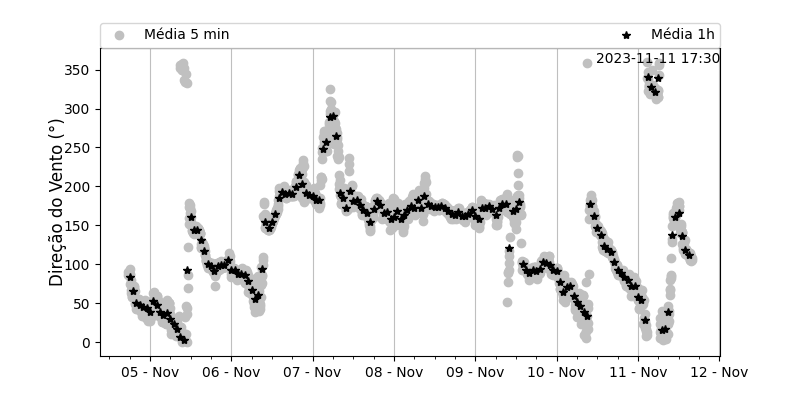 Média 5 min
Média 1h
2023-11-11 17:30
Direção do Vento (°)
350
300
250
200
150
100
50
0
05 - Nov
06 - Nov
07 - Nov
08 - Nov
09 - Nov
10 - Nov
11 - Nov
12 - Nov